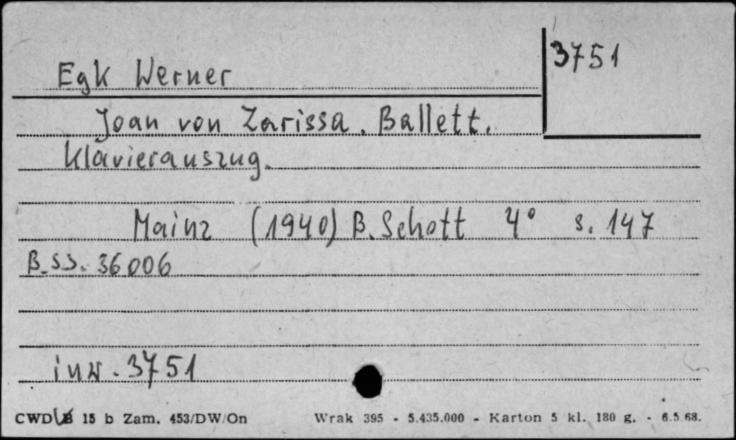 3751
Egk Werner
Joan von Zarissa. Ballett.
Klavierauszug.
Mainz (1940) B. Schott 4° s. 147
B.SS. 36006
inw. 3751
15 b Zam. 453/DW/On Wrak 395 - 5.435.000 - Karton 5 kl. 180 g. - 6.5.68.